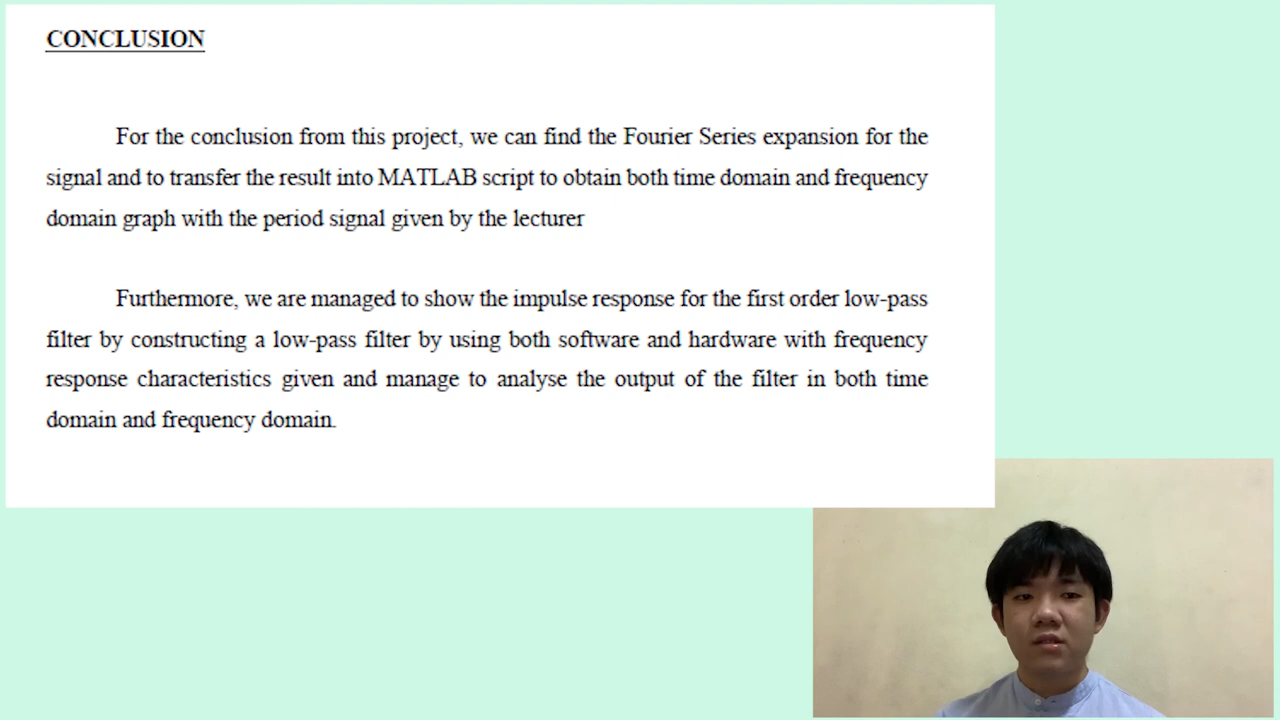 CONCLUSION
For the conclusion from this project, we can find the Fourier Series expansion for the
signal and to transfer the result into MATLAB script to obtain both time domain and frequency
domain graph with the period signal given by the lecturer
Furthermore, we are managed to show the impulse response for the first order low-pass
filter by constructing a low-pass filter by using both software and hardware with frequency
response characteristics given and manage to analyse the output of the filter in both time
domain and frequency domain.